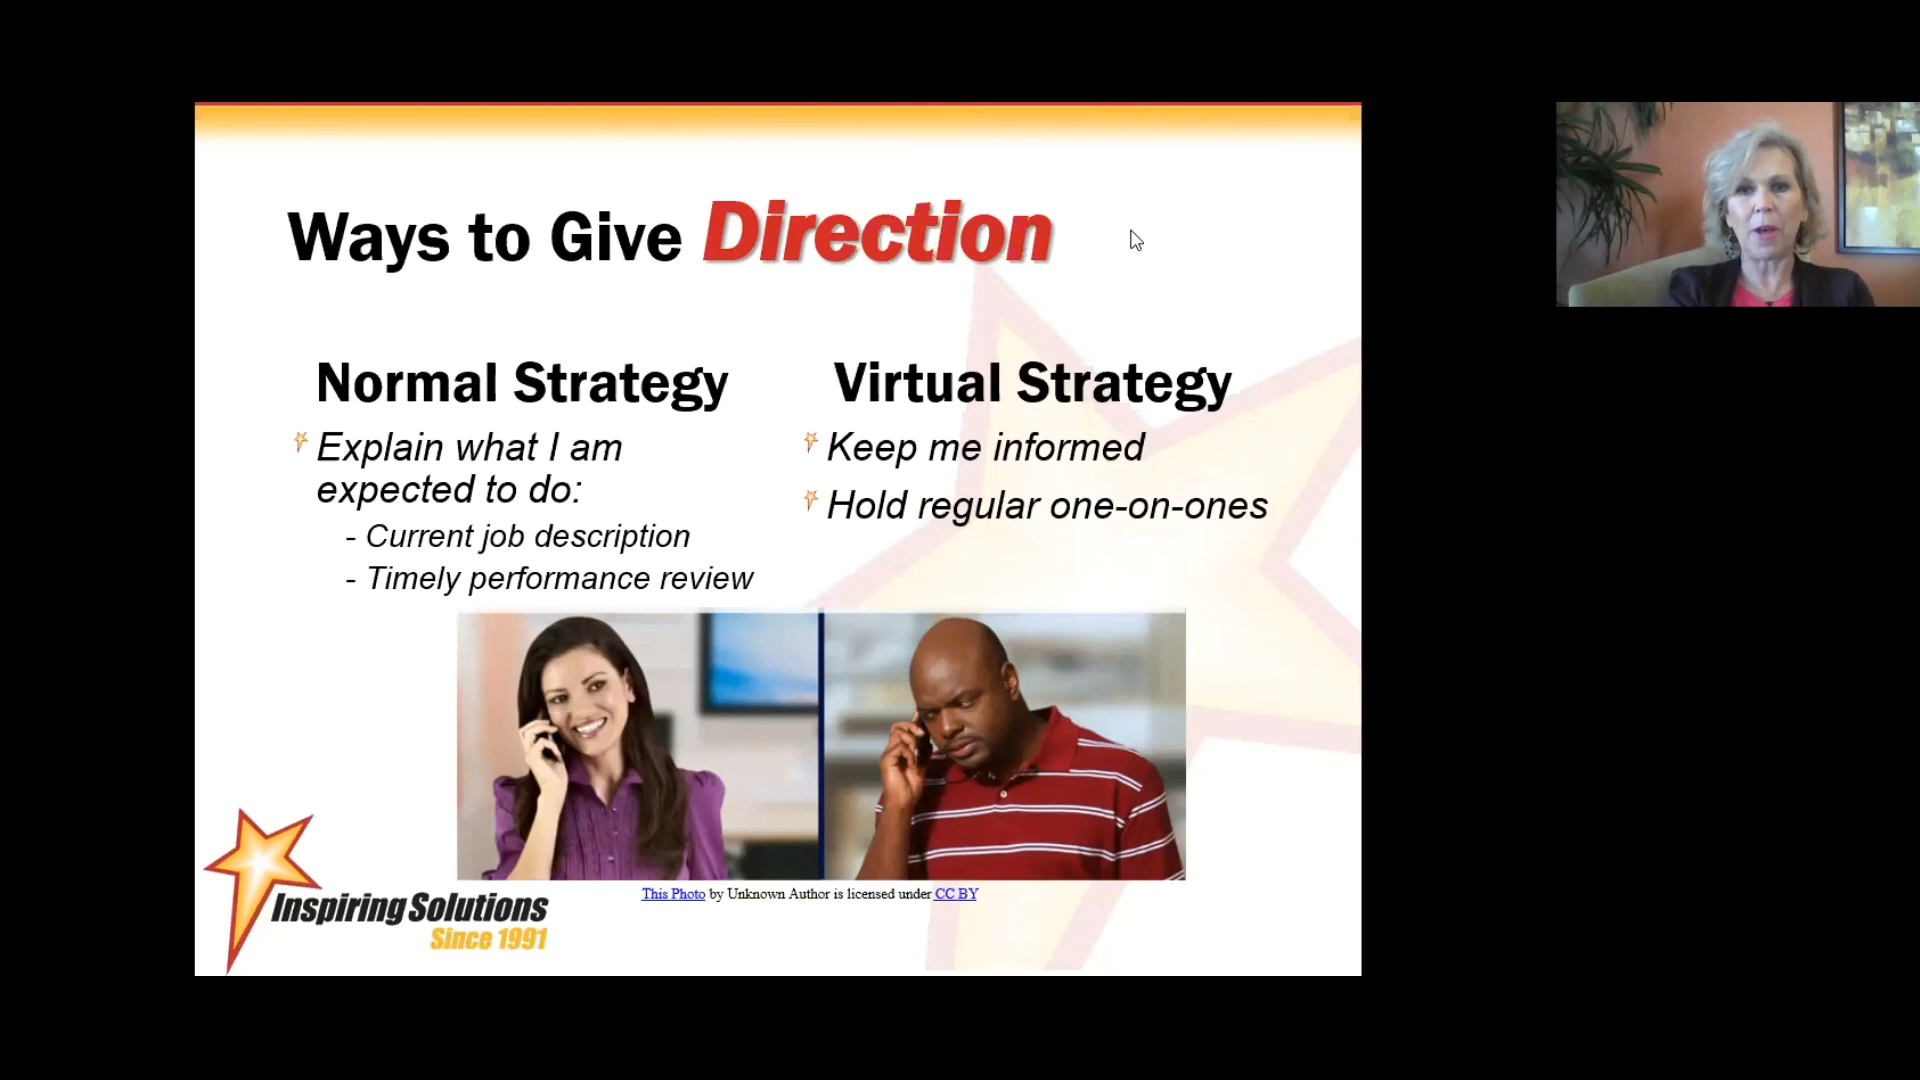 Ways to Give Direction
Normal Strategy
Explain what I am
expected to do:
- Current job description
- Timely performance review
Virtual Strategy
Keep me informed
Hold regular one-on-ones
This Photo by Unknown Author is licensed under CC BY
Inspiring Solutions
Since 1991